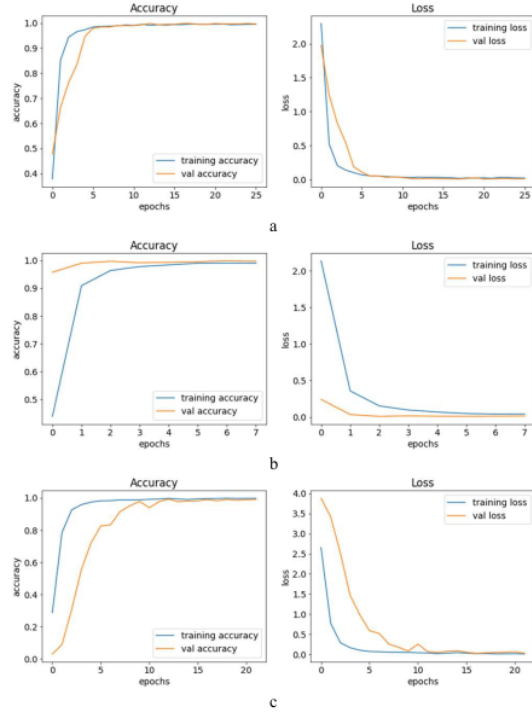 Accuracy
Loss
1.0
0.9
0.8
0.7
0.6
0.5
0.4
accuracy
training accuracy
val accuracy
0 5 10 15 20 25
epochs
2.0
1.5
1.0
0.5
0.0
loss
training loss
val loss
0 5 10 15 20 25
epochs
a
Accuracy
Loss
1.0
0.9
0.8
0.7
0.6
0.5
accuracy
training accuracy
val accuracy
0 1 2 3 4 5 6 7
epochs
2.0
1.5
1.0
0.5
0.0
loss
training loss
val loss
0 1 2 3 4 5 6 7
epochs
b
Accuracy
Loss
1.0
0.8
0.6
0.4
0.2
0.0
accuracy
training accuracy
val accuracy
0 5 10 15 20
epochs
4.0
3.5
3.0
2.5
2.0
1.5
1.0
0.5
0.0
loss
training loss
val loss
0 5 10 15 20
epochs
c